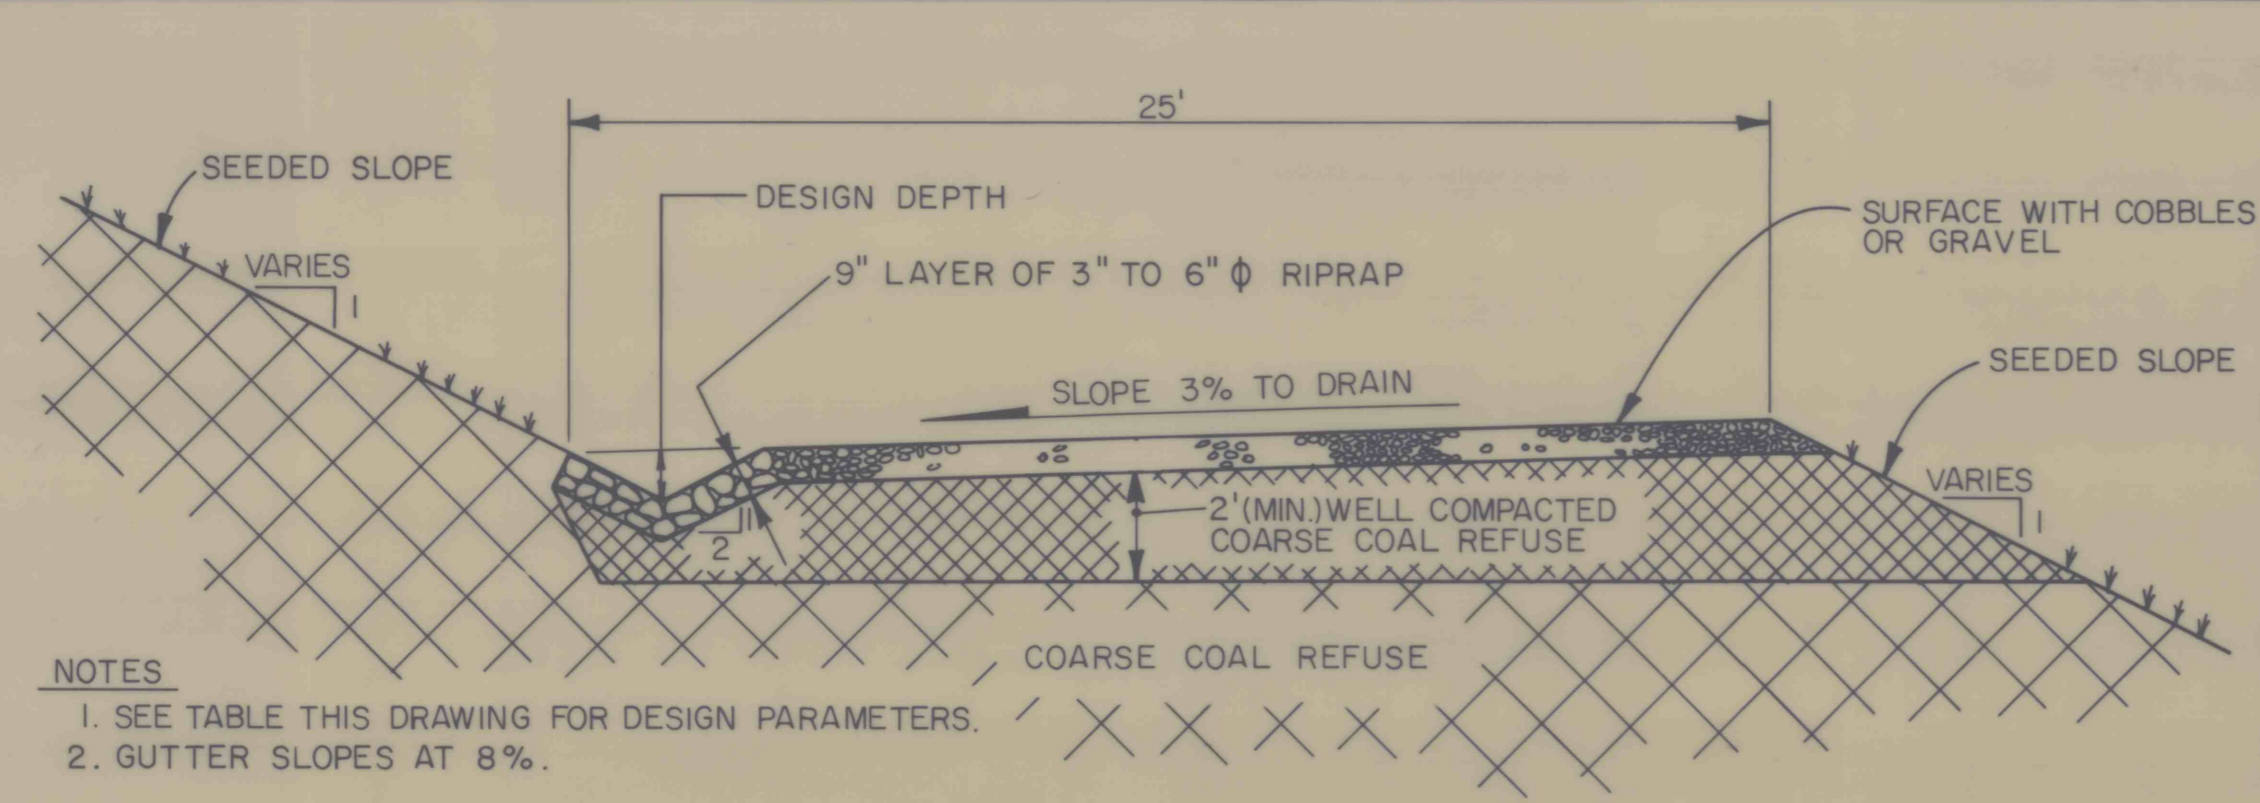 25'
SEEDED SLOPE
DESIGN DEPTH
SURFACE WITH COBBLES
OR GRAVEL
VARIES
1
9" LAYER OF 3" TO 6" ϕ RIPRAP
SLOPE 3% TO DRAIN
SEEDED SLOPE
VARIES
1
2'(MIN.) WELL COMPACTED
COARSE COAL REFUSE
1
2
COARSE COAL REFUSE
NOTES
1. SEE TABLE THIS DRAWING FOR DESIGN PARAMETERS.
2. GUTTER SLOPES AT 8%.